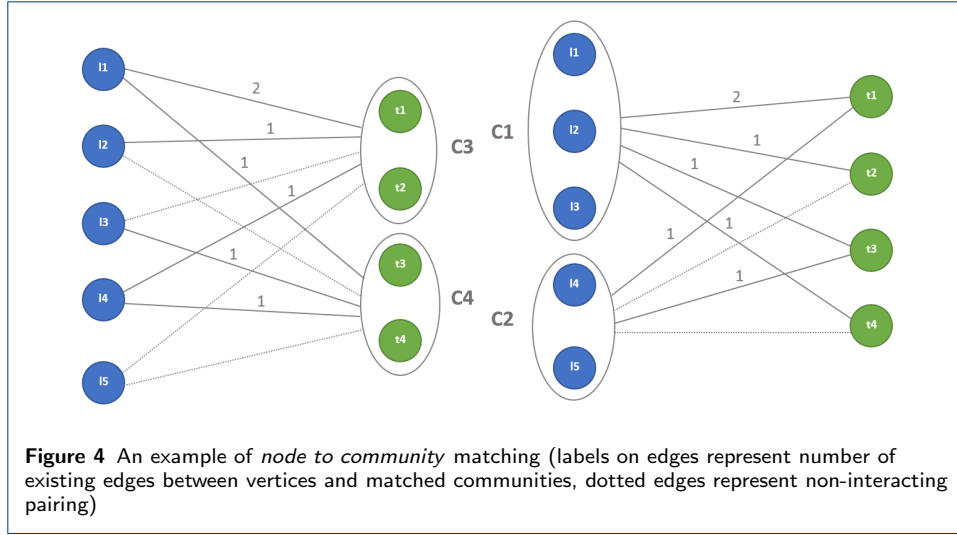 l1
l2
l3
l4
l5
2
1
1
1
1
1
t1
t2
C3
t3
t4
C4
l1
l2
l3
C1
l4
l5
C2
2
1
1
1
1
1
t1
t2
t3
t4
Figure 4 An example of node to community matching (labels on edges represent number of
existing edges between vertices and matched communities, dotted edges represent non-interacting
pairing)